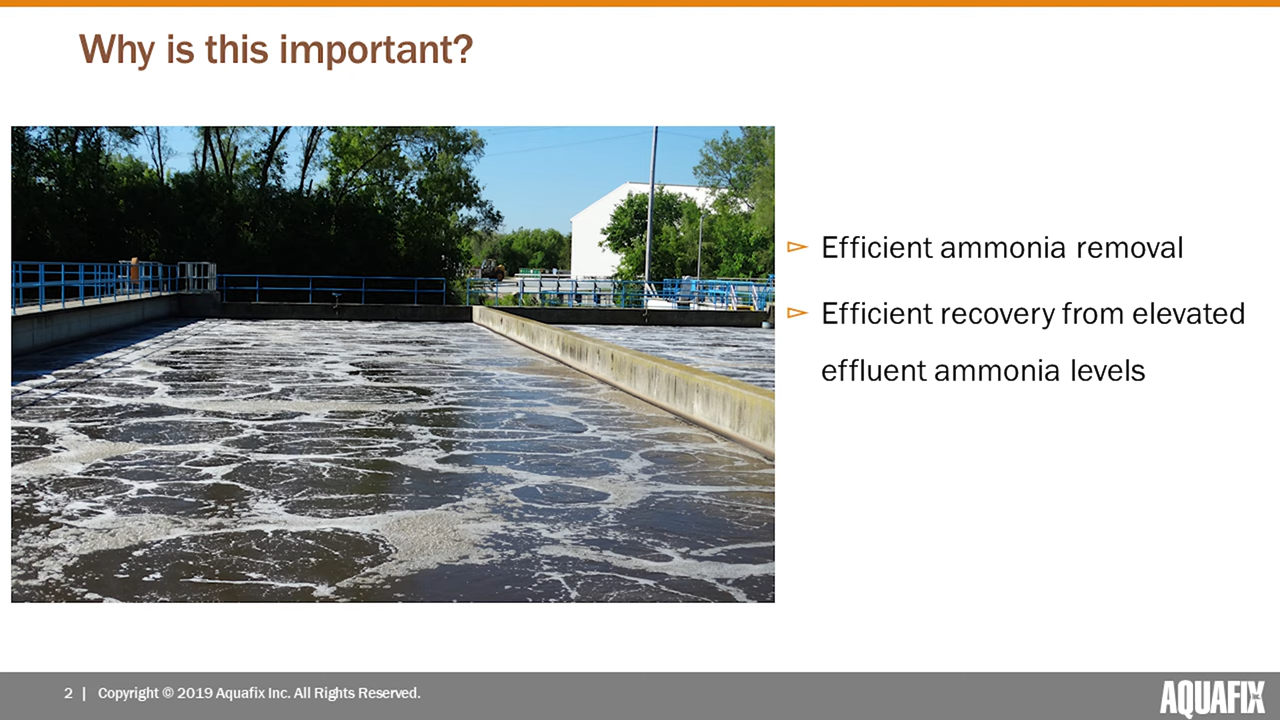 Why is this important?
Efficient ammonia removal
Efficient recovery from elevated
effluent ammonia levels
2 | Copyright © 2019 Aquafix Inc. All Rights Reserved.
AQUAFIX